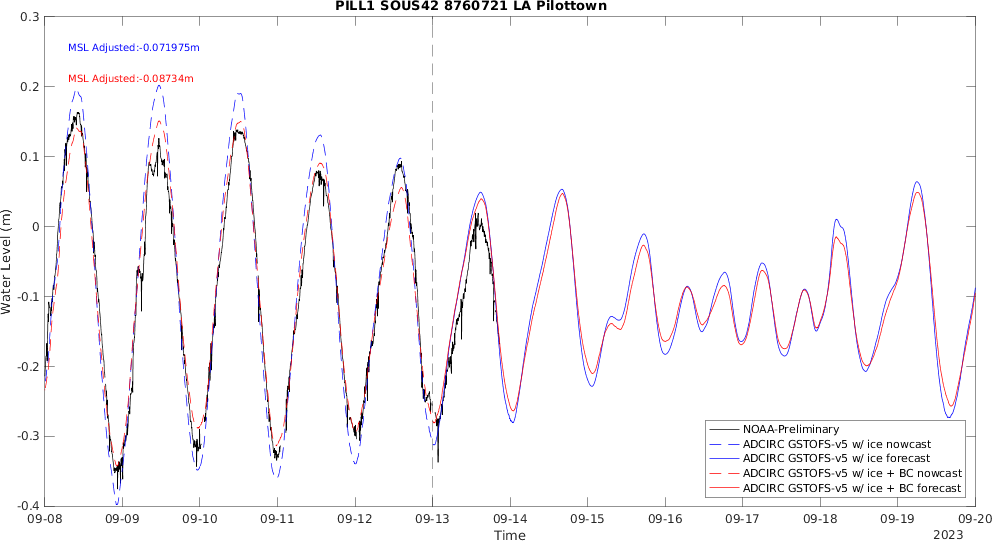 PILL1 SOUS42 8760721 LA Pilottown
0.3
0.2
0.1
0
-0.1
-0.2
-0.3
-0.4
Water Level (m)
MSL Adjusted:-0.071975m
MSL Adjusted:-0.08734m
NOAA-Preliminary
ADCIRC GSTOFS-v5 w/ ice nowcast
ADCIRC GSTOFS-v5 w/ ice forecast
ADCIRC GSTOFS-v5 w/ ice + BC nowcast
ADCIRC GSTOFS-v5 w/ ice + BC forecast
09-08 09-09 09-10 09-11 09-12 09-13 09-14 09-15 09-16 09-17 09-18 09-19 09-20
Time
2023